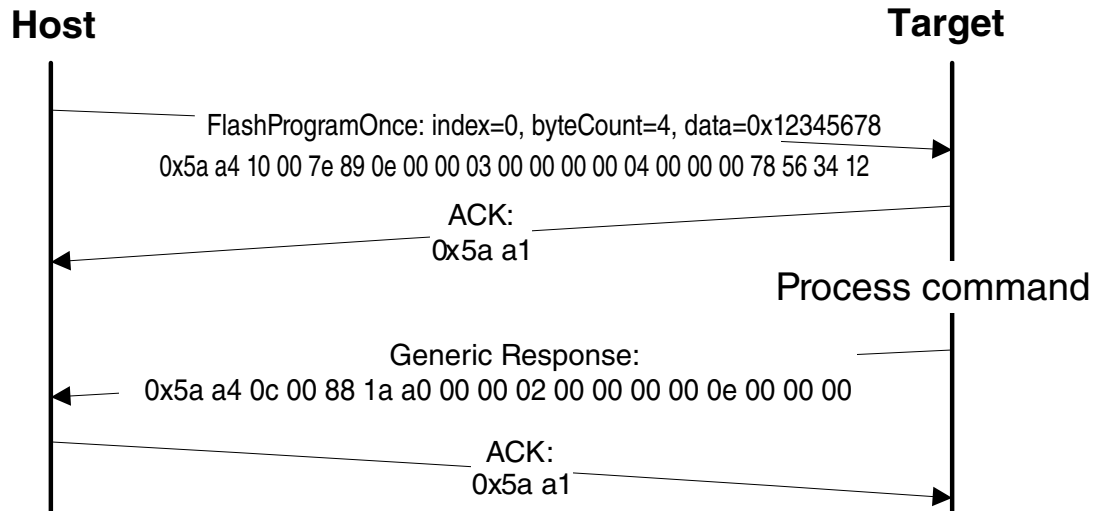 Host
Target
FlashProgramOnce: index=0, byteCount=4, data=0x12345678
0x5a a4 10 00 7e 89 0e 00 00 03 00 00 00 00 04 00 00 00 78 56 34 12
ACK:
0x5a a1
Process command
Generic Response:
0x5a a4 0c 00 88 1a a0 00 00 02 00 00 00 00 0e 00 00 00
ACK:
0x5a a1